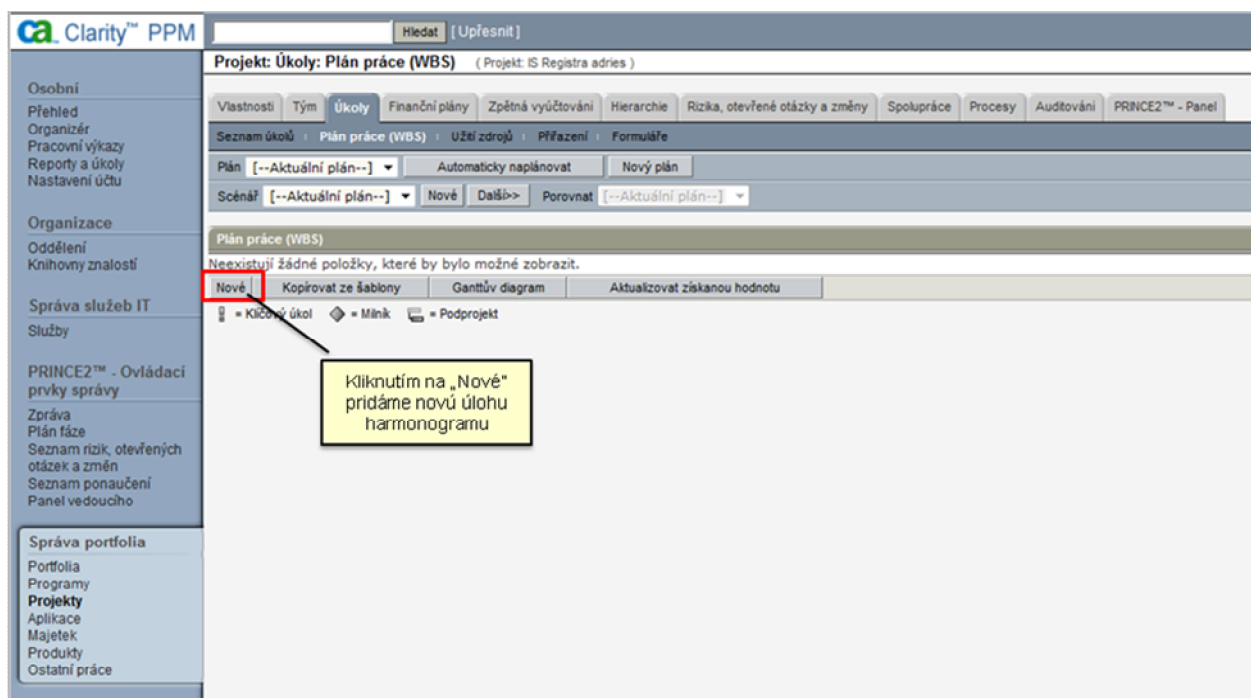 ca Clarity™ PPM
Hledat [ Upřesnit ]
Projekt: Úkoly: Plán práce (WBS) ( Projekt: IS Registra adries )
Osobní
Přehled
Organizér
Pracovní výkazy
Reporty a úkoly
Nastavení účtu
Organizace
Oddělení
Knihovny znalostí
Správa služeb IT
Služby
PRINCE2™ - Ovládací
prvky správy
Zpráva
Plán fáze
Seznam rizik, otevřených
otázek a změn
Seznam ponaučení
Panel vedoucího
Správa portfolia
Portfolia
Programy
Projekty
Aplikace
Majetek
Produkty
Ostatní práce
Vlastnosti Tým Úkoly Finanční plány Zpětná vyúčtování Hierarchie Rizika, otevřené otázky a změny Spolupráce Procesy Auditování PRINCE2™ - Panel
Seznam úkolů Plán práce (WBS) Užití zdrojů Přiřazení Formuláře
Plán [--Aktuální plán--] Automaticky naplánovat Nový plán
Scénář [--Aktuální plán--] Nové Další>> Porovnat [--Aktuální plán--]
Plán práce (WBS)
Neexistují žádné položky, které by bylo možné zobrazit.
Nové Kopírovat ze šablony Ganttův diagram Aktualizovat získanou hodnotu
= Klíčový úkol = Milník = Podprojekt
Kliknutím na „Nové"
pridáme novú úlohu
harmonogramu